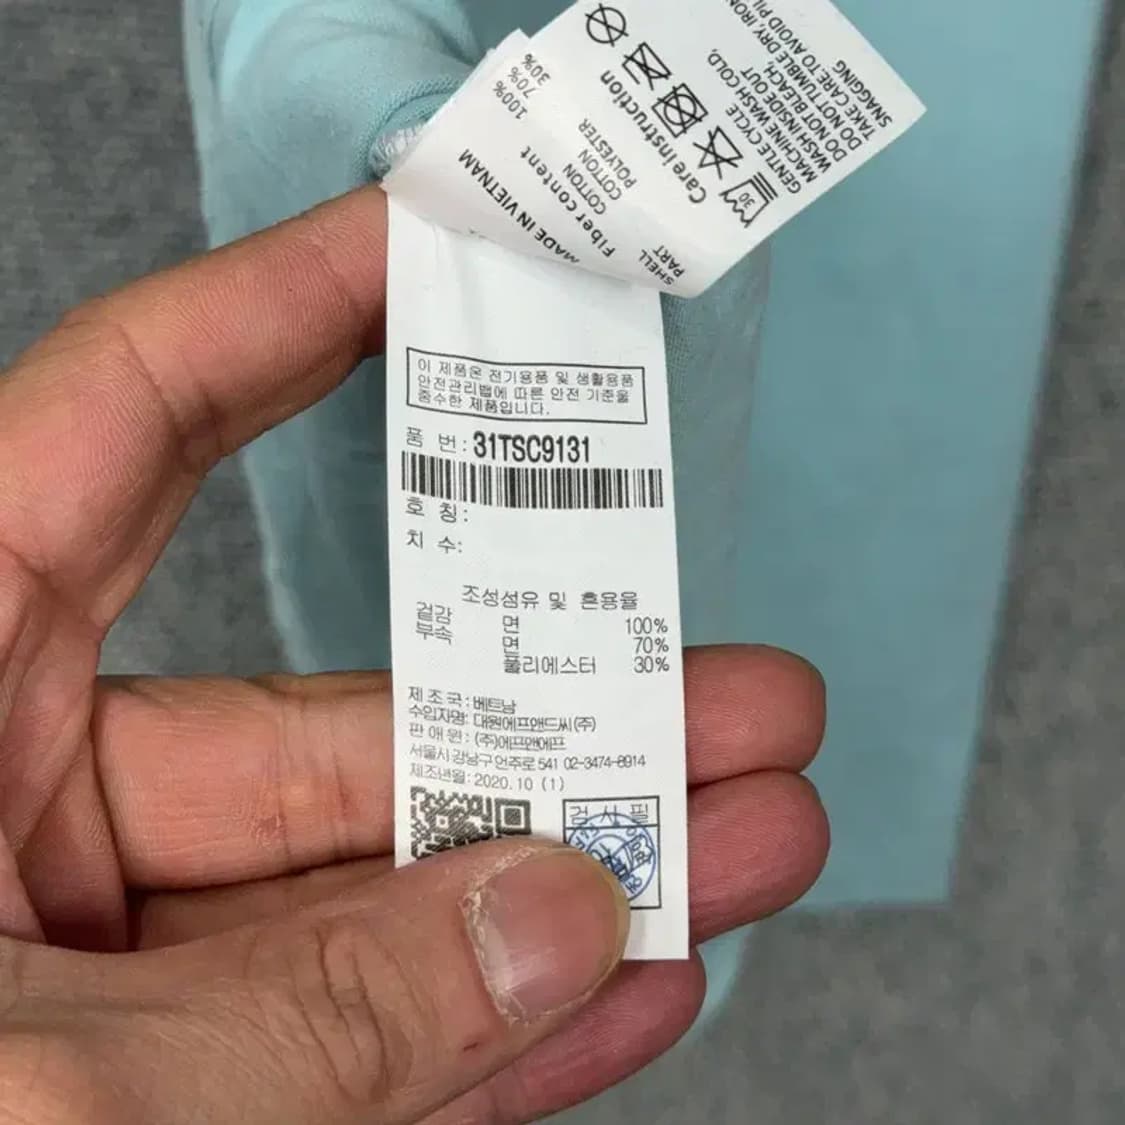 GENTLE CYCLE
MACHINE WASH COLD,
WASH INSIDE OUT
DO NOT BLEACH,
DO NOT TUMBLE DRY, IRON
TAKE CARE TO AVOID
SNAGGING
Care Instruction
30
MADE IN VIETNAM
Fiber content
SHELL COTTON 100%
PART COTTON 70%
POLYESTER 30%
이 제품은 전기용품 및 생활용품
안전관리법에 따른 안전 기준을
준수한 제품입니다.
품 번: 31TSC9131
호 칭:
치 수:
조성섬유 및 혼용율
겉감 면 100%
부속 면 70%
폴리에스터 30%
제 조 국: 베트남
수입자명: 대원에프앤드씨(주)
판 매 원: (주)에프앤에프
서울시 강남구 언주로 541 02-3474-8914
제조년월: 2020.10 (1)
검 사 필